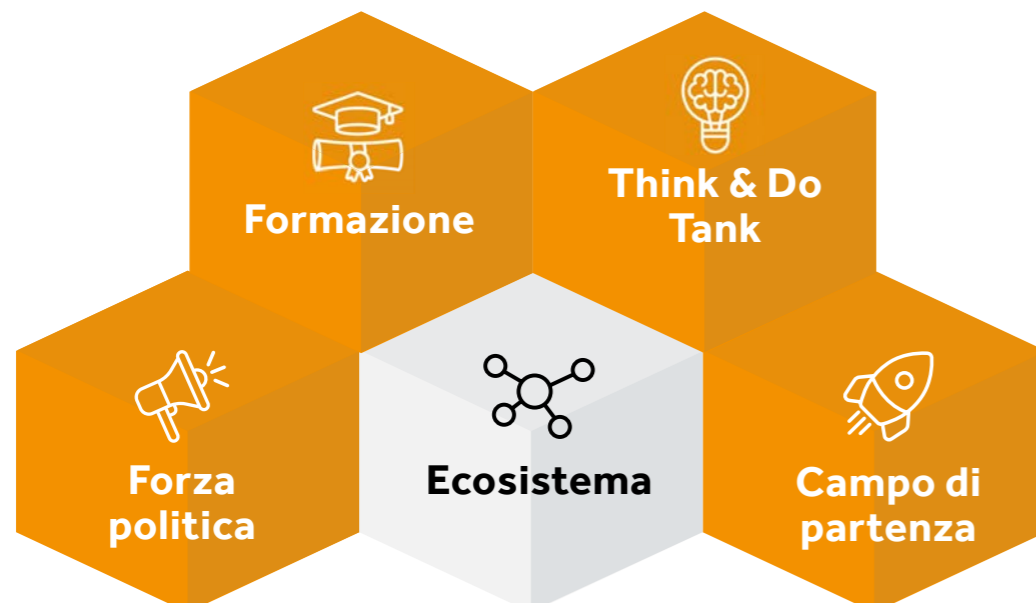 Formazione
Think & Do
Tank
Forza
politica
Ecosistema
Campo di
partenza